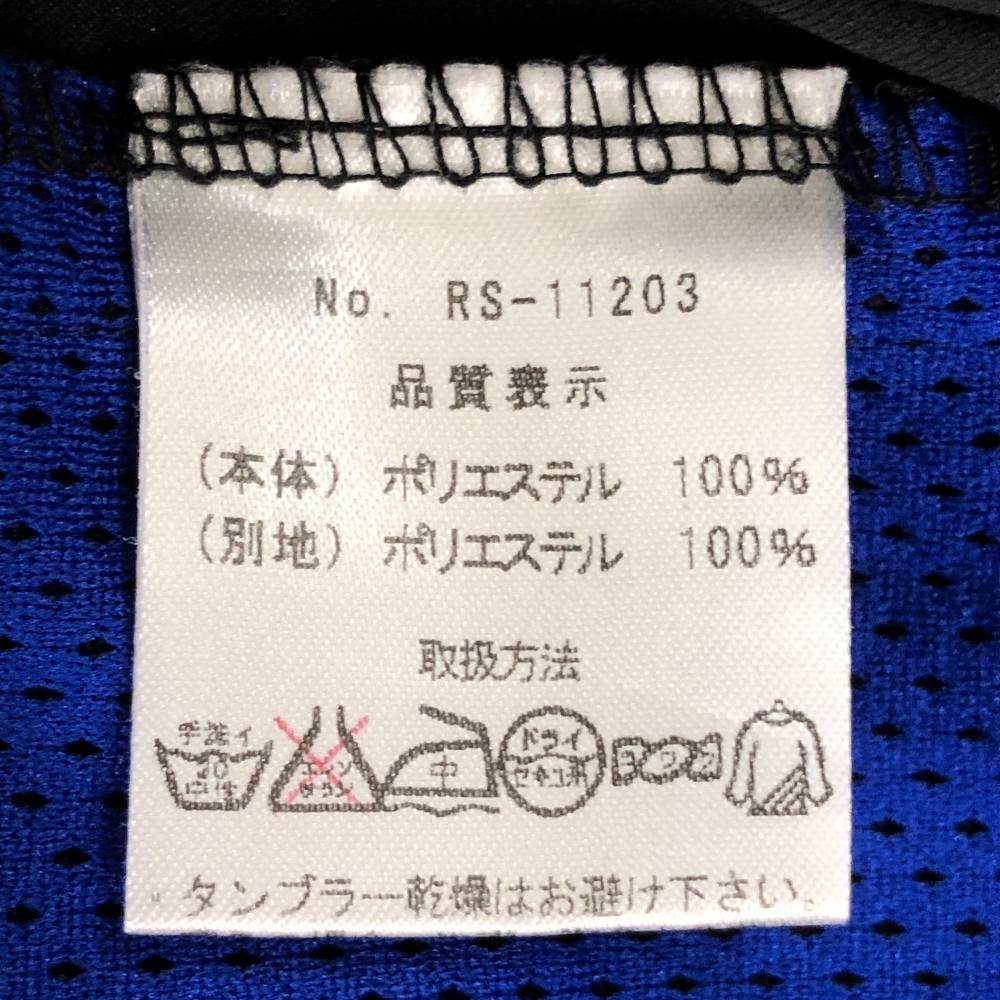 No. RS-11203
品質表示
(本体) ポリエステル 100%
(別地) ポリエステル 100%
取扱方法
手洗イ
中
ドライ
セキユ系
タンブラー乾燥はお避け下さい。